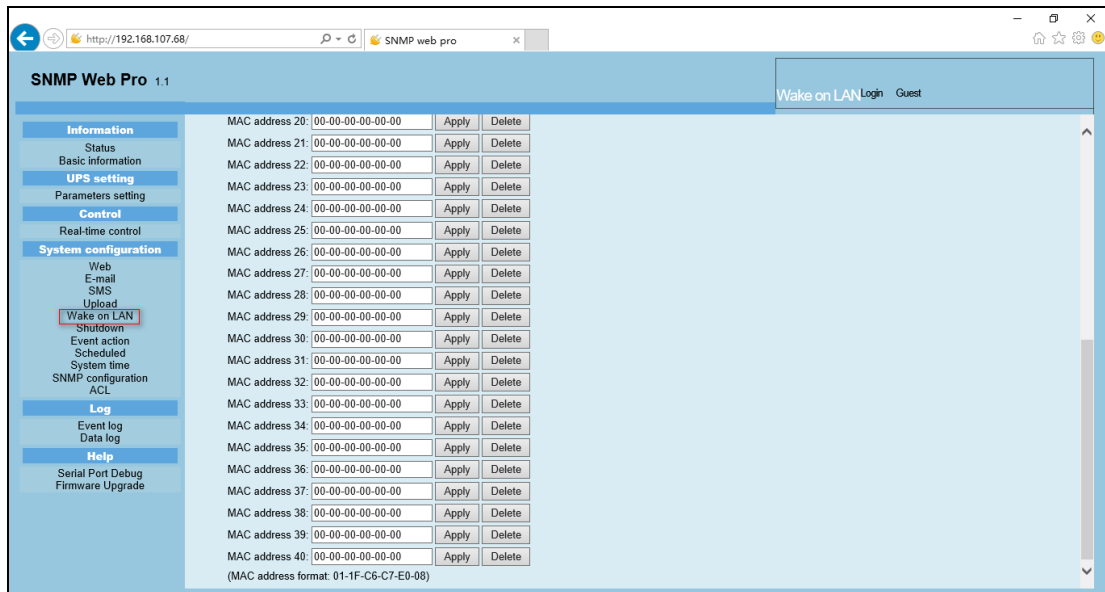 http://192.168.107.68/
SNMP web pro
SNMP Web Pro 1.1
Wake on LAN Login Guest
Information
Status
Basic information
UPS setting
Parameters setting
Control
Real-time control
System configuration
Web
E-mail
SMS
Upload
Wake on LAN
Shutdown
Event action
Scheduled
System time
SNMP configuration
ACL
Log
Event log
Data log
Help
Serial Port Debug
Firmware Upgrade
MAC address 20: 00-00-00-00-00-00 Apply Delete
MAC address 21: 00-00-00-00-00-00 Apply Delete
MAC address 22: 00-00-00-00-00-00 Apply Delete
MAC address 23: 00-00-00-00-00-00 Apply Delete
MAC address 24: 00-00-00-00-00-00 Apply Delete
MAC address 25: 00-00-00-00-00-00 Apply Delete
MAC address 26: 00-00-00-00-00-00 Apply Delete
MAC address 27: 00-00-00-00-00-00 Apply Delete
MAC address 28: 00-00-00-00-00-00 Apply Delete
MAC address 29: 00-00-00-00-00-00 Apply Delete
MAC address 30: 00-00-00-00-00-00 Apply Delete
MAC address 31: 00-00-00-00-00-00 Apply Delete
MAC address 32: 00-00-00-00-00-00 Apply Delete
MAC address 33: 00-00-00-00-00-00 Apply Delete
MAC address 34: 00-00-00-00-00-00 Apply Delete
MAC address 35: 00-00-00-00-00-00 Apply Delete
MAC address 36: 00-00-00-00-00-00 Apply Delete
MAC address 37: 00-00-00-00-00-00 Apply Delete
MAC address 38: 00-00-00-00-00-00 Apply Delete
MAC address 39: 00-00-00-00-00-00 Apply Delete
MAC address 40: 00-00-00-00-00-00 Apply Delete
(MAC address format: 01-1F-C6-C7-E0-08)